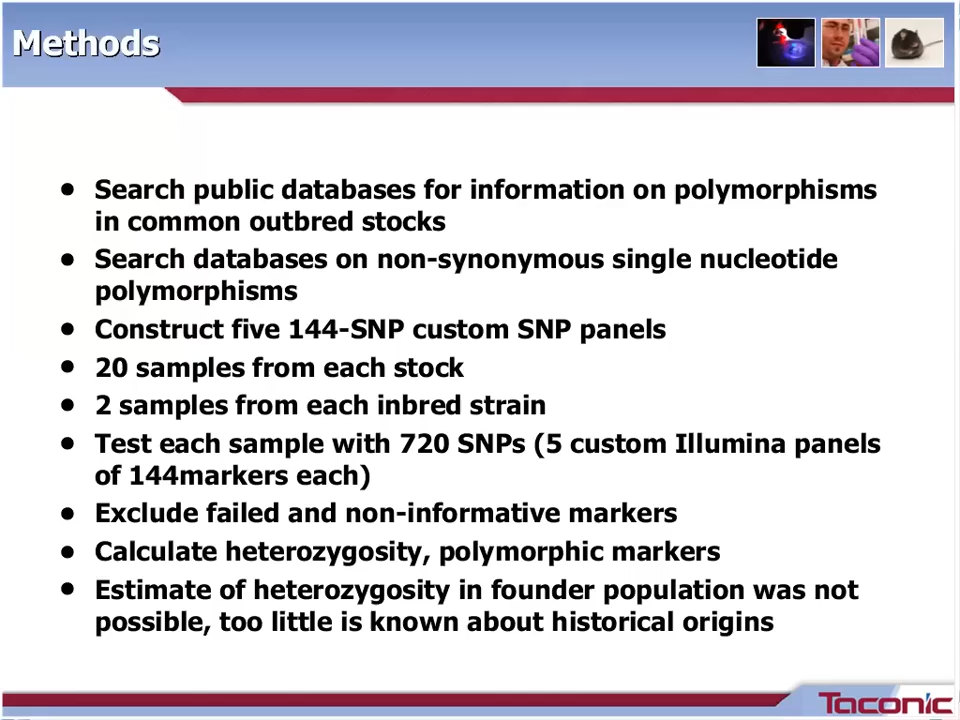 Methods
• Search public databases for information on polymorphisms
in common outbred stocks
• Search databases on non-synonymous single nucleotide
polymorphisms
• Construct five 144-SNP custom SNP panels
• 20 samples from each stock
• 2 samples from each inbred strain
• Test each sample with 720 SNPs (5 custom Illumina panels
of 144markers each)
• Exclude failed and non-informative markers
• Calculate heterozygosity, polymorphic markers
• Estimate of heterozygosity in founder population was not
possible, too little is known about historical origins
Taconic